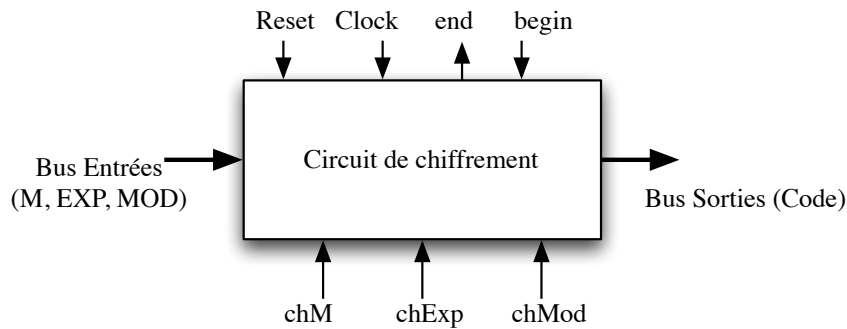 Reset Clock end begin
Circuit de chiffrement
Bus Entrées
(M, EXP, MOD)
Bus Sorties (Code)
chM chExp chMod